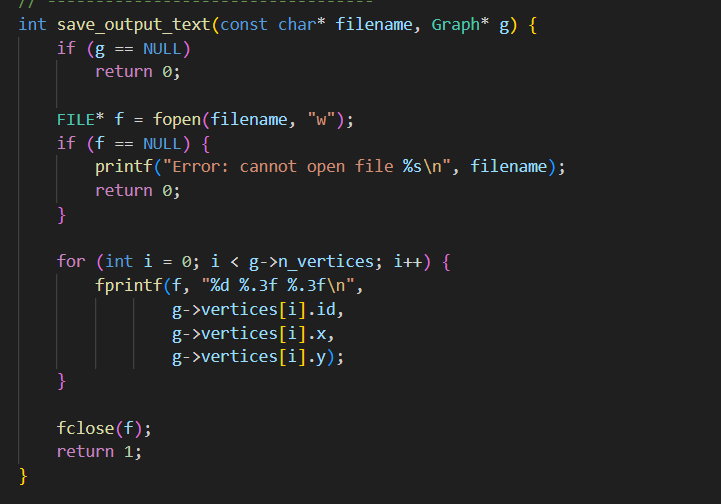 // ----------------------------------
int save_output_text(const char* filename, Graph* g) {
    if (g == NULL)
        return 0;

    FILE* f = fopen(filename, "w");
    if (f == NULL) {
        printf("Error: cannot open file %s\n", filename);
        return 0;
    }

    for (int i = 0; i < g->n_vertices; i++) {
        fprintf(f, "%d %.3f %.3f\n",
                g->vertices[i].id,
                g->vertices[i].x,
                g->vertices[i].y);
    }

    fclose(f);
    return 1;
}